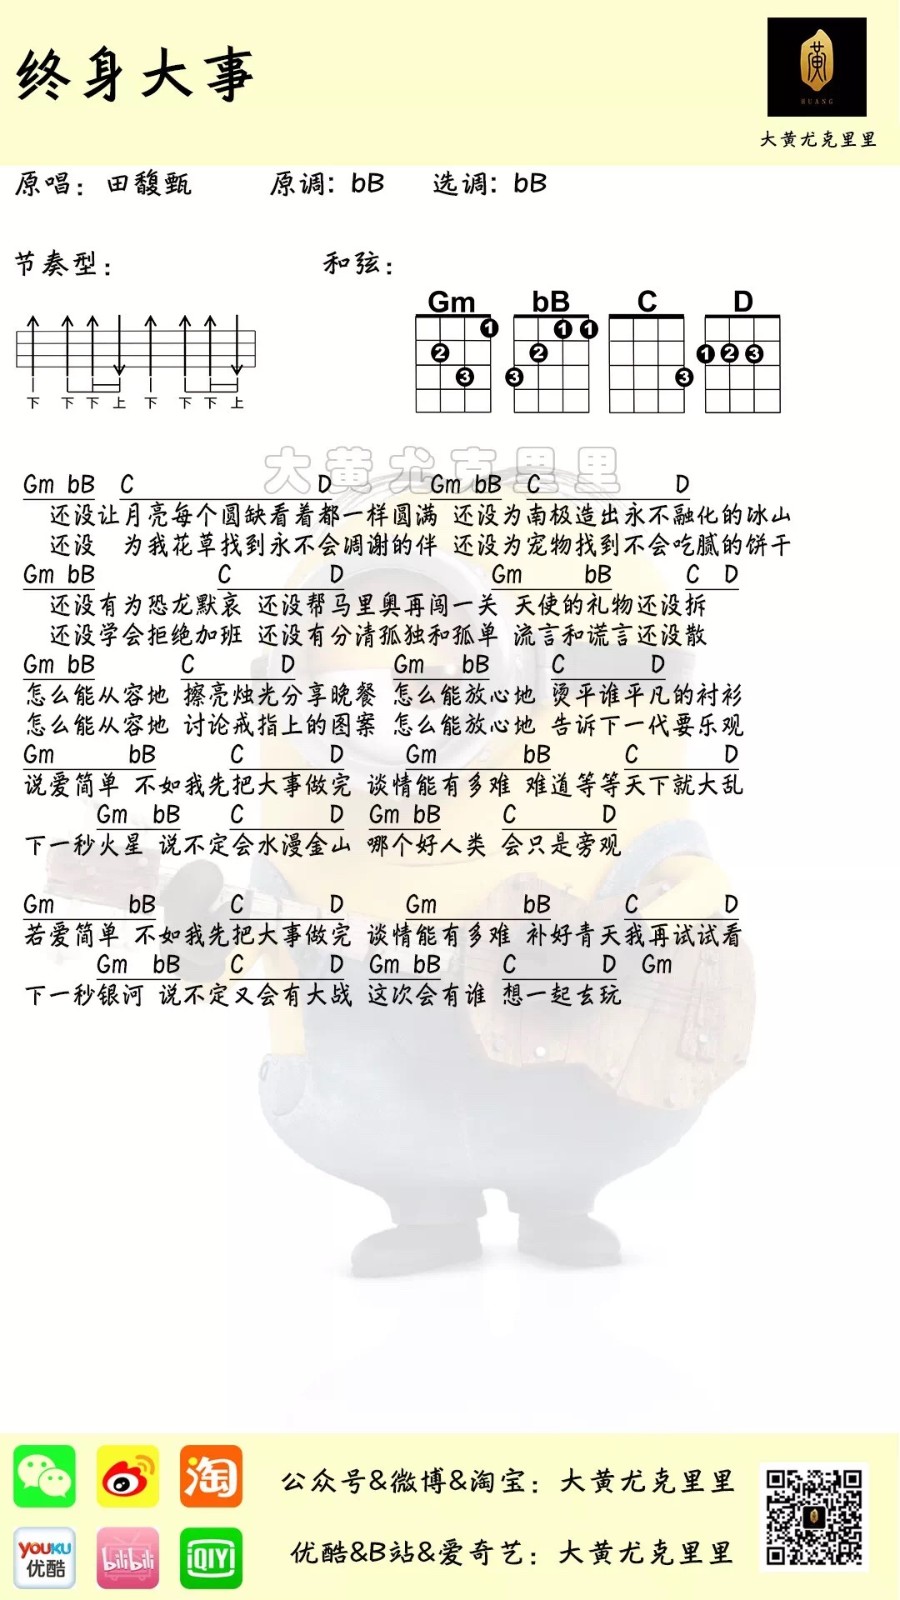 终身大事
黄
HUANG
大黄尤克里里
原唱：田馥甄 原调：bB 选调：bB
节奏型： 和弦：
Gm bB C D
1 1 1
2 2 1 2 3
3 3 3
下 下 下 上 下 下 下 上
大黄尤克里里
Gm bB C D Gm bB C D
还没让月亮每个圆缺看着都一样圆满 还没为南极造出永不融化的冰山
还没 为我花草找到永不会凋谢的伴 还没为宠物找到不会吃腻的饼干
Gm bB C D Gm bB C D
还没有为恐龙默哀 还没帮马里奥再闯一关 天使的礼物还没拆
还没学会拒绝加班 还没有分清孤独和孤单 流言和谎言还没散
Gm bB C D Gm bB C D
怎么能从容地 擦亮烛光分享晚餐 怎么能放心地 烫平谁平凡的衬衫
怎么能从容地 讨论戒指上的图案 怎么能放心地 告诉下一代要乐观
Gm bB C D Gm bB C D
说爱简单 不如我先把大事做完 谈情能有多难 难道等等天下就大乱
Gm bB C D Gm bB C D
下一秒火星 说不定会水漫金山 哪个好人类 会只是旁观
Gm bB C D Gm bB C D
若爱简单 不如我先把大事做完 谈情能有多难 补好青天我再试试看
Gm bB C D Gm bB C D Gm
下一秒银河 说不定又会有大战 这次会有谁 想一起去玩
淘
公众号&微博&淘宝：大黄尤克里里
YOUKU
优酷
bilibili
iQIYI
优酷&B站&爱奇艺：大黄尤克里里